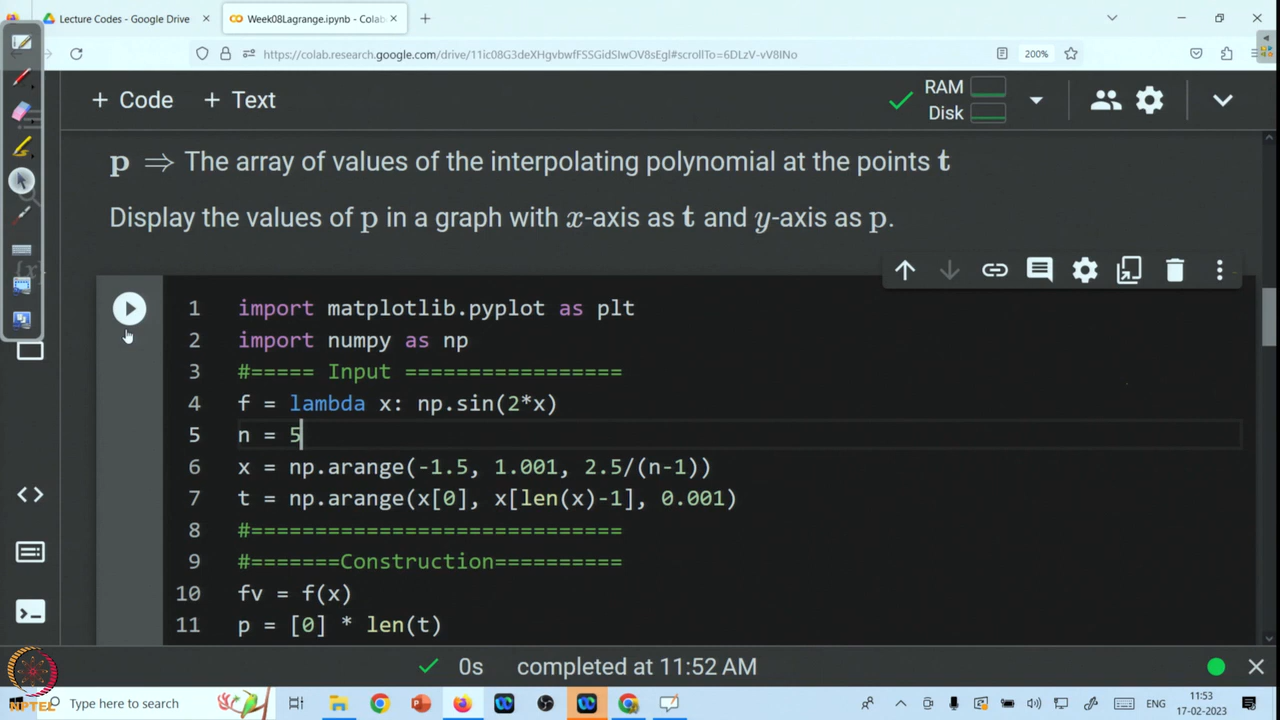 Lecture Codes - Google Drive
Week08Lagrange.ipynb - Colab
https://colab.research.google.com/drive/11ic08G3deXHgvbwfFSSGidSIwOV8sEgl#scrollTo=6DLzV-vV8INo
200%
+ Code + Text
RAM
Disk
p ⇒ The array of values of the interpolating polynomial at the points t
Display the values of p in a graph with x-axis as t and y-axis as p.
1 import matplotlib.pyplot as plt
2 import numpy as np
3 #===== Input =================
4 f = lambda x: np.sin(2*x)
5 n = 5
6 x = np.arange(-1.5, 1.001, 2.5/(n-1))
7 t = np.arange(x[0], x[len(x)-1], 0.001)
8 #============================
9 #=======Construction==========
10 fv = f(x)
11 p = [0] * len(t)
0s completed at 11:52 AM
NPTEL
Type here to search
ENG
11:53
17-02-2023